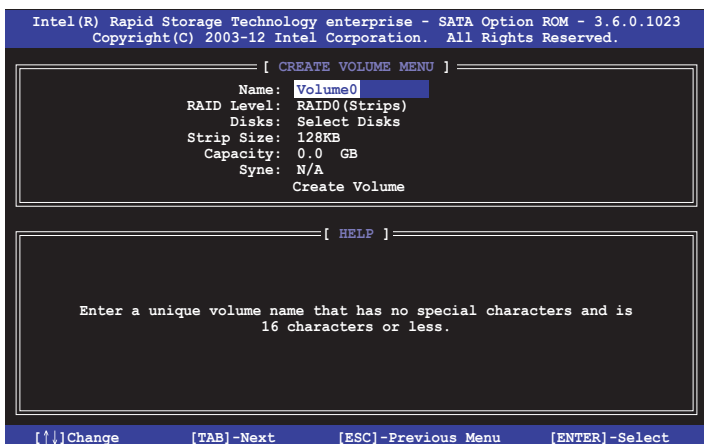 Intel(R) Rapid Storage Technology enterprise - SATA Option ROM - 3.6.0.1023
Copyright(C) 2003-12 Intel Corporation. All Rights Reserved.
[ CREATE VOLUME MENU ]
Name: Volume0
RAID Level: RAID0(Strips)
Disks: Select Disks
Strip Size: 128KB
Capacity: 0.0 GB
Syne: N/A
Create Volume
[ HELP ]
Enter a unique volume name that has no special characters and is
16 characters or less.
[↑↓]Change [TAB]-Next [ESC]-Previous Menu [ENTER]-Select